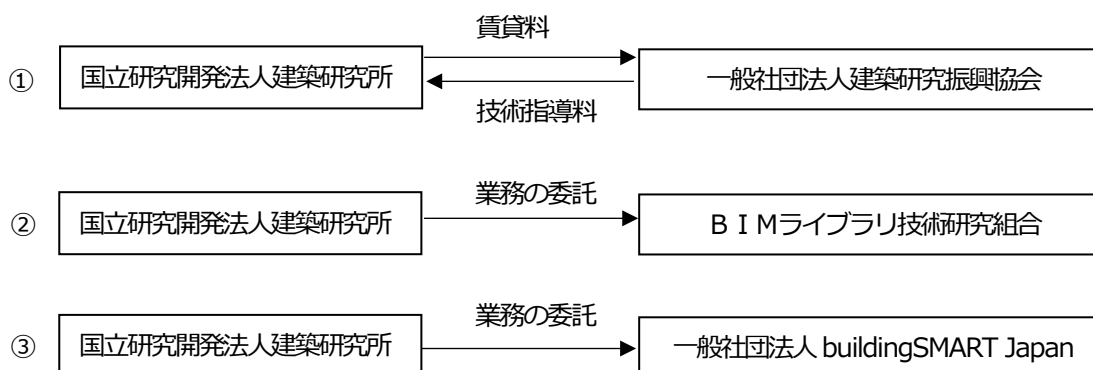 賃貸料
① 国立研究開発法人建築研究所 一般社団法人建築研究振興協会
技術指導料
業務の委託
② 国立研究開発法人建築研究所 ＢＩＭライブラリ技術研究組合
業務の委託
③ 国立研究開発法人建築研究所 一般社団法人 buildingSMART Japan